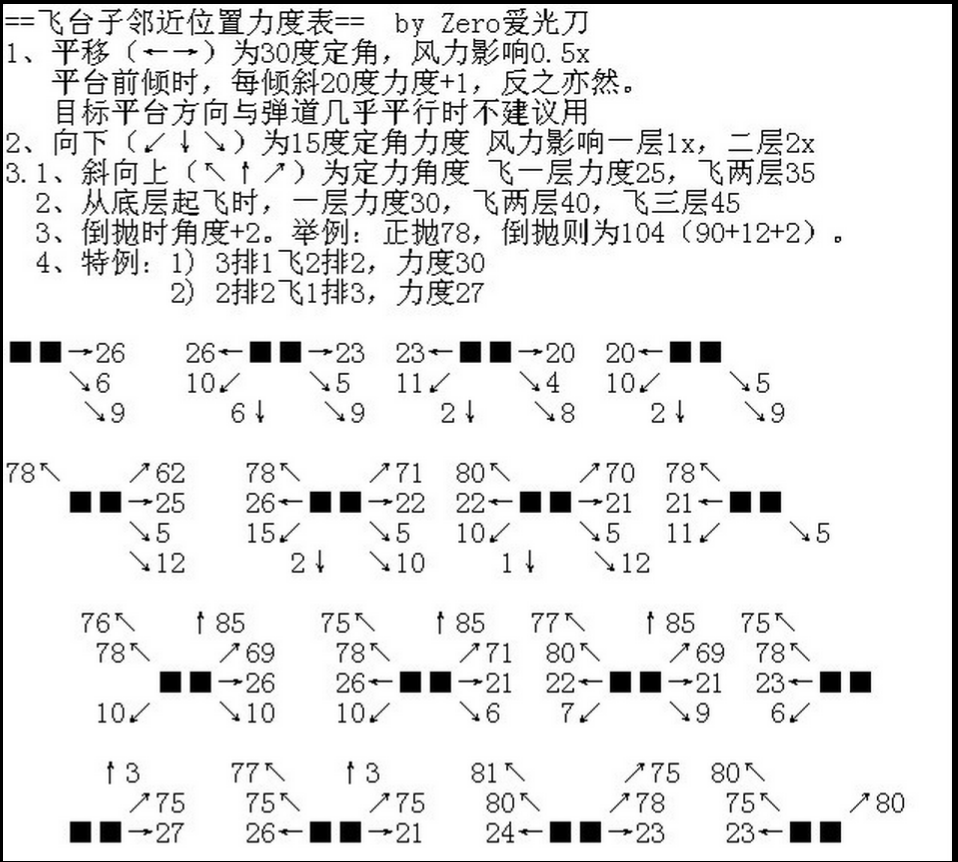 ==飞台子邻近位置力度表==  by Zero爱光刀
1、平移（←→）为30度定角，风力影响0.5x
平台前倾时，每倾斜20度力度+1，反之亦然。
目标平台方向与弹道几乎平行时不建议用
2、向下（↙↓↘）为15度定角力度 风力影响一层1x，二层2x
3.1、斜向上（↖↑↗）为定力角度 飞一层力度25，飞两层35
2、从底层起飞时，一层力度30，飞两层40，飞三层45
3、倒抛时角度+2。举例：正抛78，倒抛则为104（90+12+2）。
4、特例：1) 3排1飞2排2，力度30
2) 2排2飞1排3，力度27
■■→26 26←■■→23 23←■■→20 20←■■
↘6 10↙ ↘5 11↙ ↘4 10↙ ↘5
↘9 6↓ ↘9 2↓ ↘8 2↓ ↘9
78↖ ↗62 78↖ ↗71 80↖ ↗70 78↖
■■→25 26←■■→22 22←■■→21 21←■■
↘5 15↙ ↘5 10↙ ↘5 11↙ ↘5
↘12 2↓ ↘10 1↓ ↘12
76↖ ↑85 75↖ ↑85 77↖ ↑85 75↖
78↖ ↗69 78↖ ↗71 80↖ ↗69 78↖
■■→26 26←■■→21 22←■■→21 23←■■
10↙ ↘10 10↙ ↘6 7↙ ↘9 6↙
↑3 77↖ ↑3 81↖ ↗75 80↖
↗75 75↖ ↗75 80↖ ↗78 75↖ ↗80
■■→27 26←■■→21 24←■■→23 23←■■